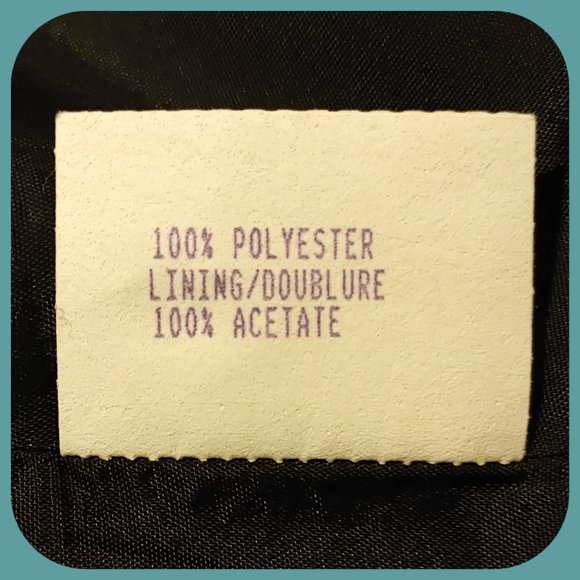 100% POLYESTER
LINING/DOUBLURE
100% ACETATE